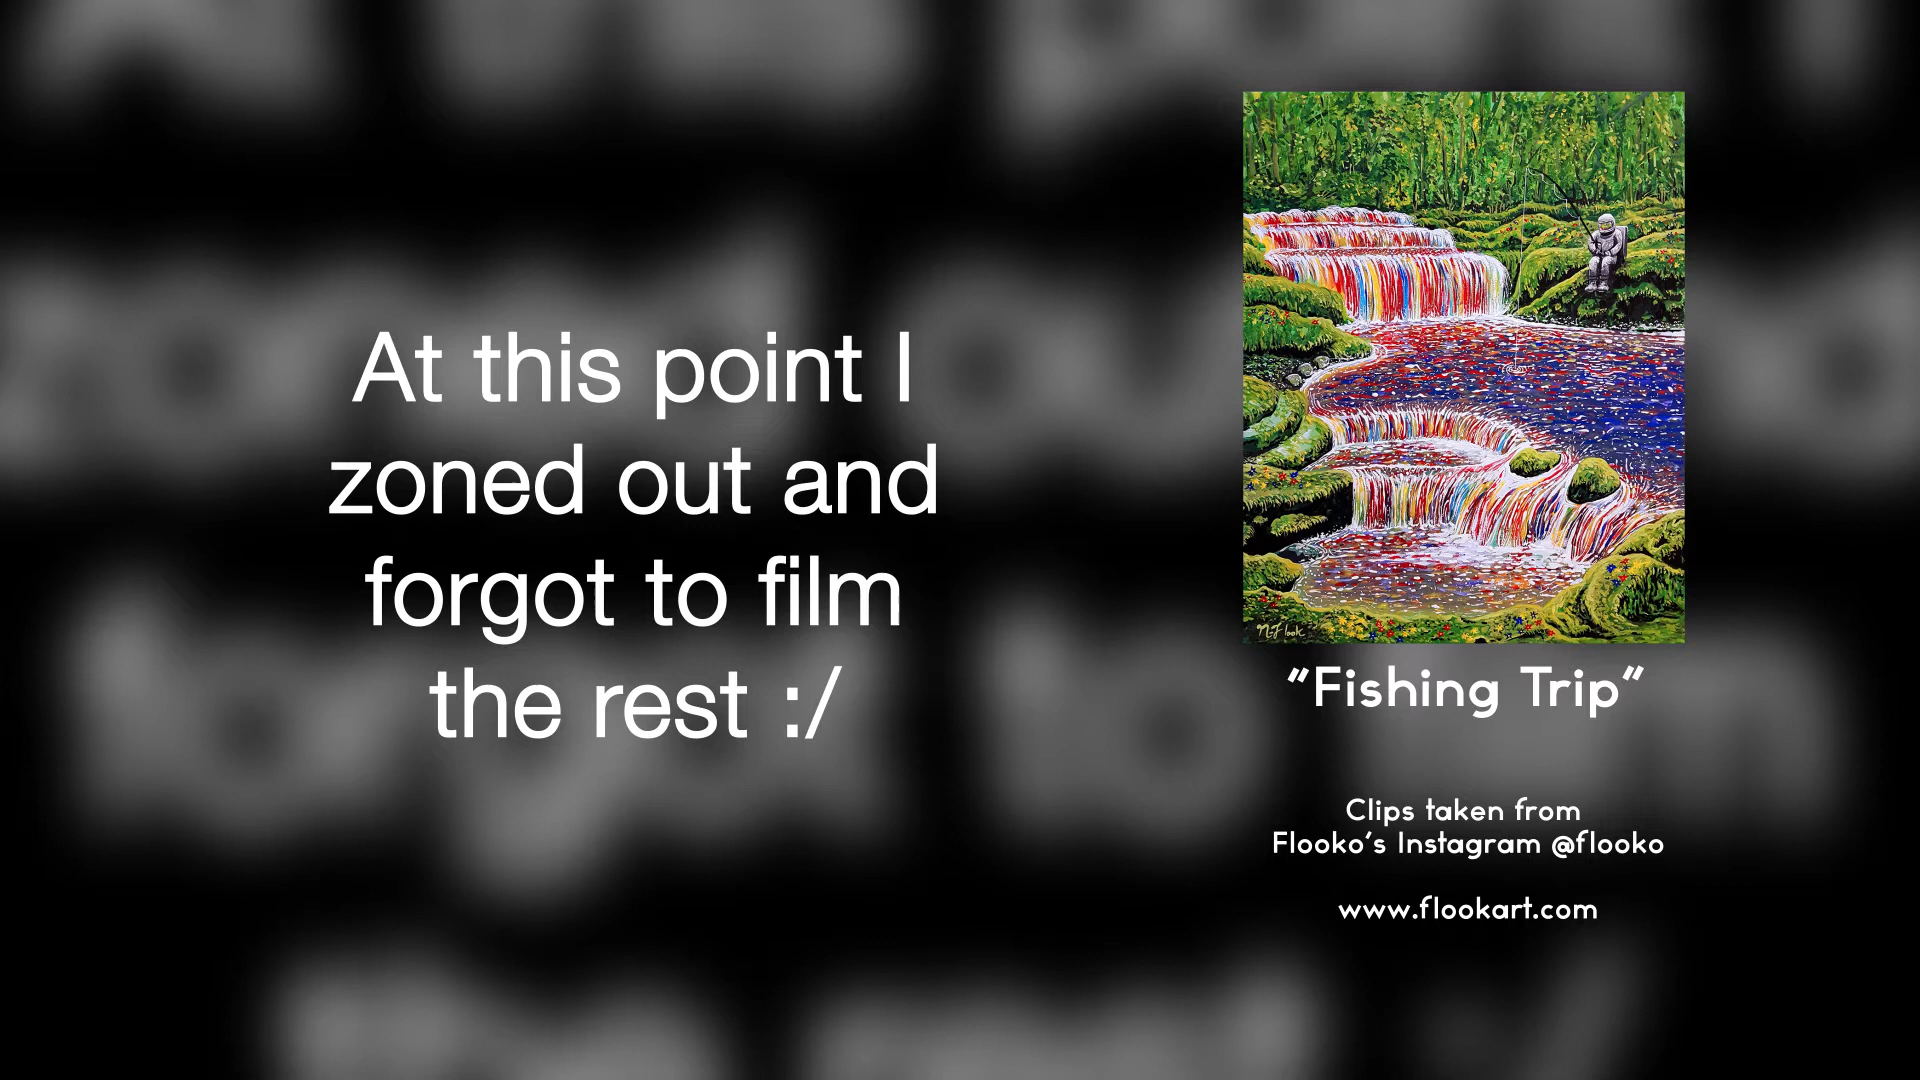 At this point I
zoned out and
forgot to film
the rest :/
N-Flook
“Fishing Trip”
Clips taken from
Flooko’s Instagram @flooko
www.flookart.com